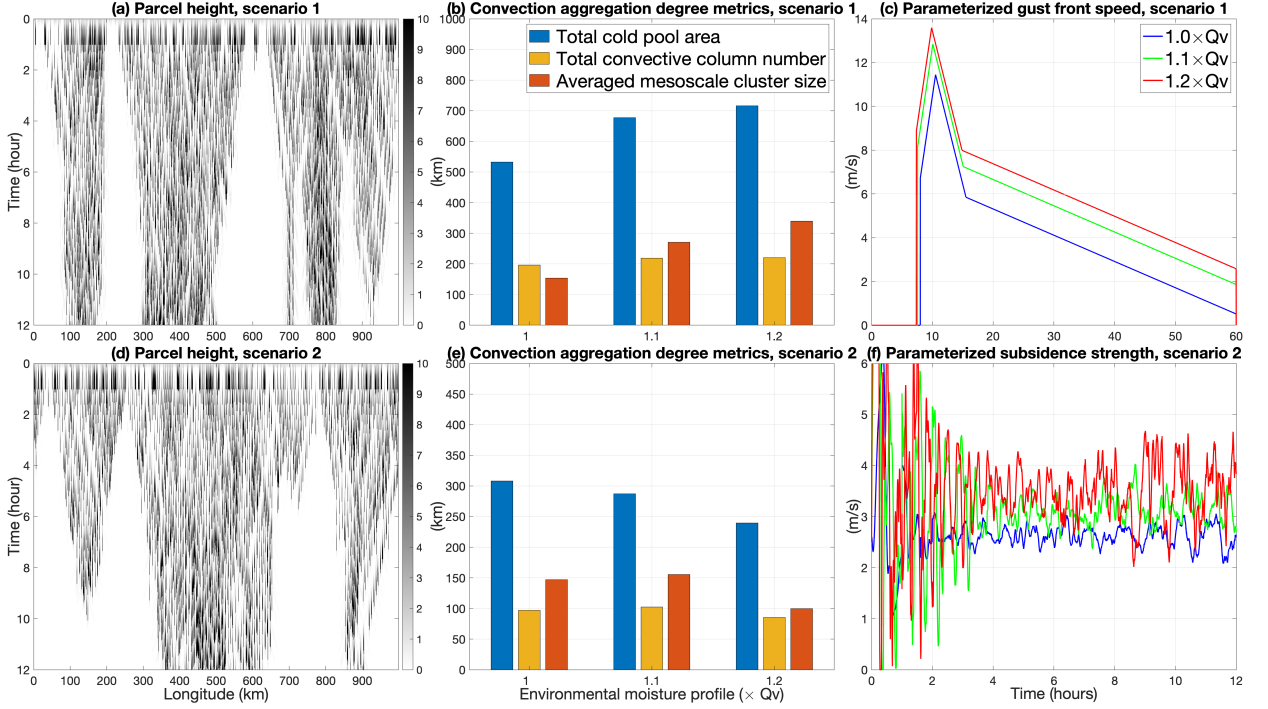 (a) Parcel height, scenario 1
0
2
4
6
8
10
12
Time (hour)
0 100 200 300 400 500 600 700 800 900
10
9
8
7
6
5
4
3
2
1
0
(b) Convection aggregation degree metrics, scenario 1
1000
900
800
700
600
500
400
300
200
100
0
(km)
Total cold pool area
Total convective column number
Averaged mesoscale cluster size
1 1.1 1.2
(c) Parameterized gust front speed, scenario 1
14
12
10
8
6
4
2
0
(m/s)
1.0×Qv
1.1×Qv
1.2×Qv
0 10 20 30 40 50 60
(d) Parcel height, scenario 2
0
2
4
6
8
10
12
Time (hour)
0 100 200 300 400 500 600 700 800 900
Longitude (km)
10
9
8
7
6
5
4
3
2
1
0
(e) Convection aggregation degree metrics, scenario 2
500
450
400
350
300
250
200
150
100
50
0
(km)
1 1.1 1.2
Environmental moisture profile (× Qv)
(f) Parameterized subsidence strength, scenario 2
6
5
4
3
2
1
0
(m/s)
0 2 4 6 8 10 12
Time (hours)